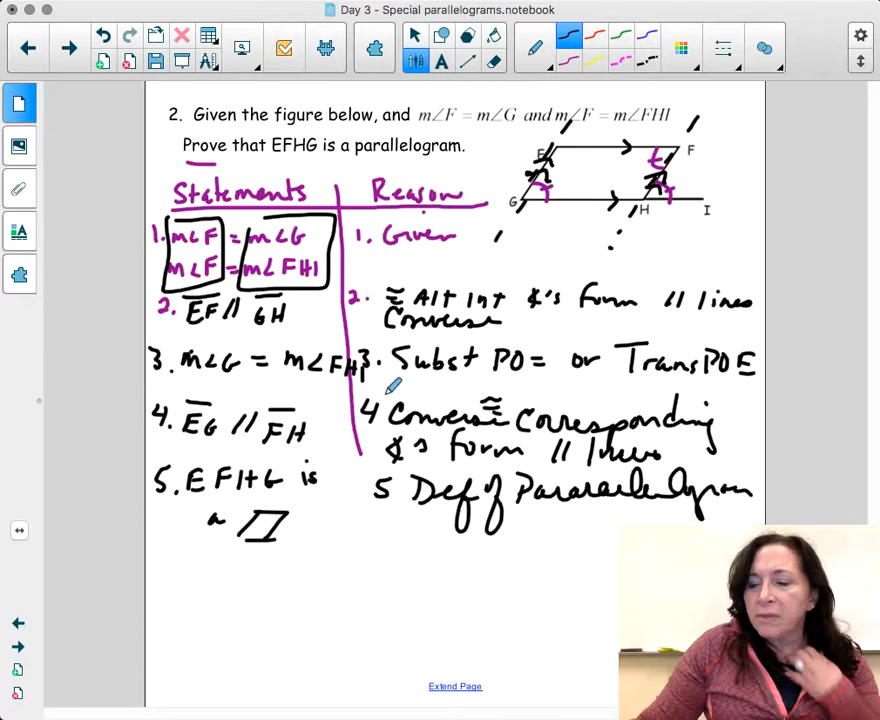 Day 3 - Special parallelograms.notebook
2. Given the figure below, and m∠F = m∠G and m∠F = m∠FHI
Prove that EFHG is a parallelogram.
E
F
G
H
I
Statements Reason
1. m∠F = m∠G 1. Given
m∠F = m∠FHI
2. EF // GH 2. ≅ Alt Int ∠'s Form // lines
Converse
3. m∠G = m∠FHI 3. Subst PO= or Trans POE
4. EG // FH 4 Converse ≅ Corresponding
∠'s Form // lines
5. EFHG is 5 Def of
a ▱
Extend Page